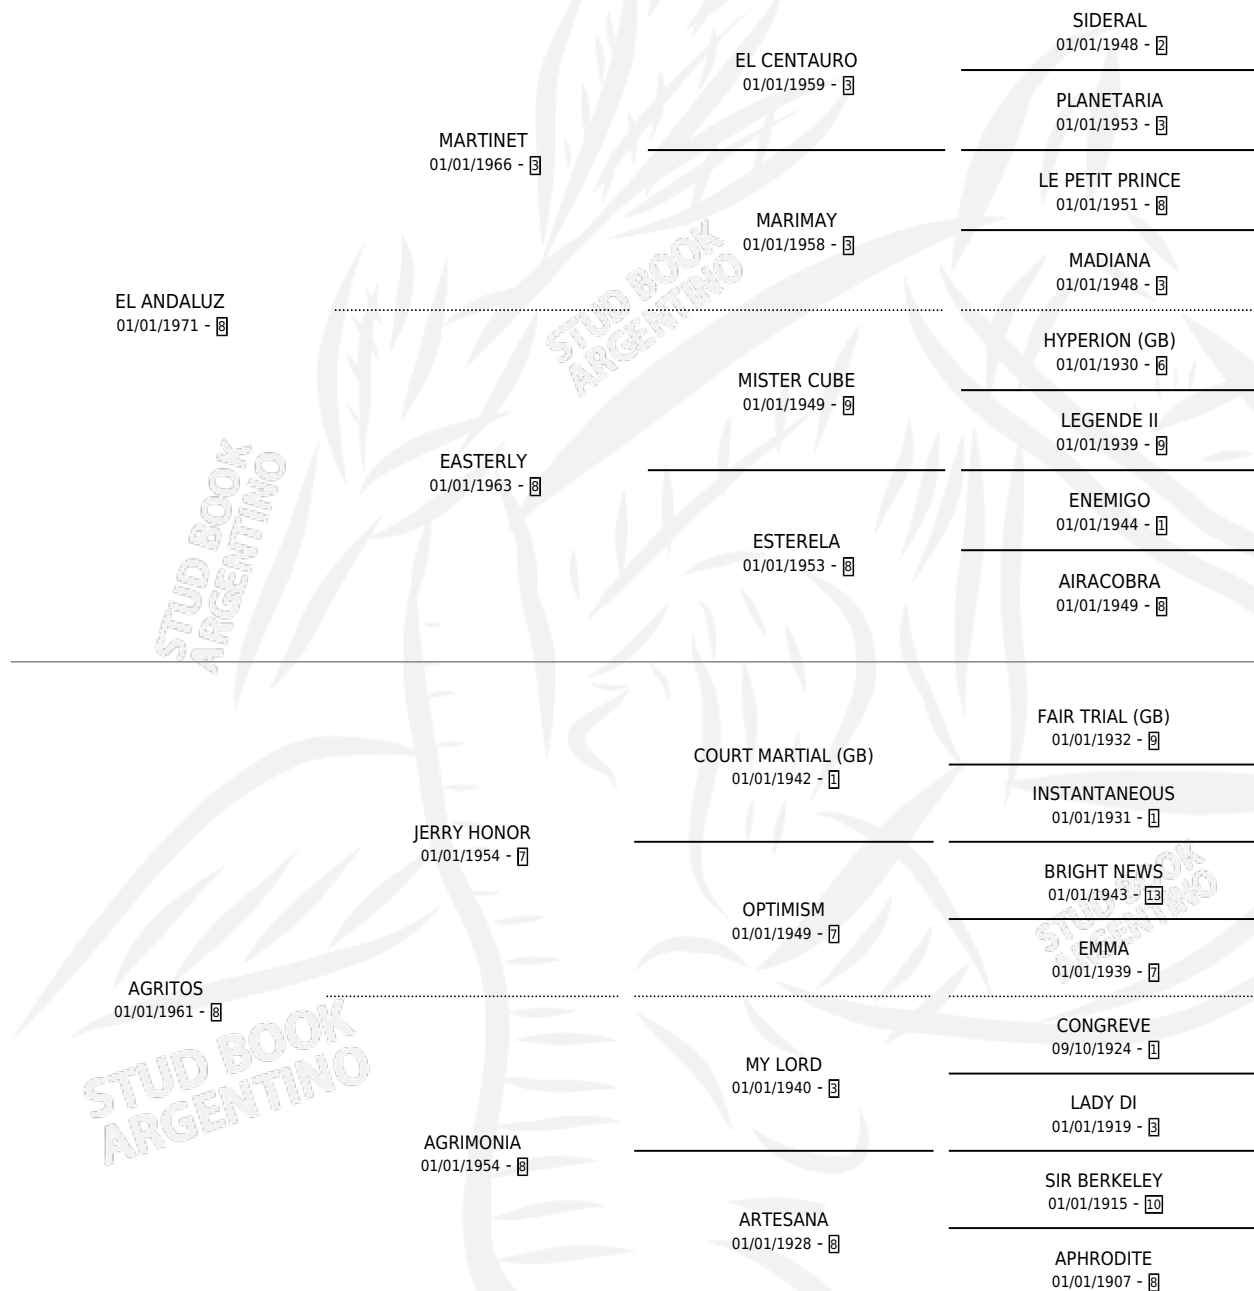 SIDERAL
01/01/1948 - 2
EL CENTAURO
01/01/1959 - 3
PLANETARIA
01/01/1953 - 3
MARTINET
01/01/1966 - 3
LE PETIT PRINCE
01/01/1951 - 8
MARIMAY
01/01/1958 - 3
MADIANA
01/01/1948 - 3
EL ANDALUZ
01/01/1971 - 8
HYPERION (GB)
01/01/1930 - 6
MISTER CUBE
01/01/1949 - 9
LEGENDE II
01/01/1939 - 9
EASTERLY
01/01/1963 - 8
ENEMIGO
01/01/1944 - 1
ESTERELA
01/01/1953 - 8
AIRACOBRA
01/01/1949 - 8
STUD BOOK
ARGENTINO
STUD BOOK
ARGENTINO
FAIR TRIAL (GB)
01/01/1932 - 9
COURT MARTIAL (GB)
01/01/1942 - 1
INSTANTANEOUS
01/01/1931 - 1
JERRY HONOR
01/01/1954 - 7
BRIGHT NEWS
01/01/1943 - 13
OPTIMISM
01/01/1949 - 7
EMMA
01/01/1939 - 7
AGRITOS
01/01/1961 - 8
CONGREVE
09/10/1924 - 1
MY LORD
01/01/1940 - 3
LADY DI
01/01/1919 - 3
AGRIMONIA
01/01/1954 - 8
SIR BERKELEY
01/01/1915 - 10
ARTESANA
01/01/1928 - 8
APHRODITE
01/01/1907 - 8
STUD BOOK
ARGENTINO
STUD BOOK
ARGENTINO